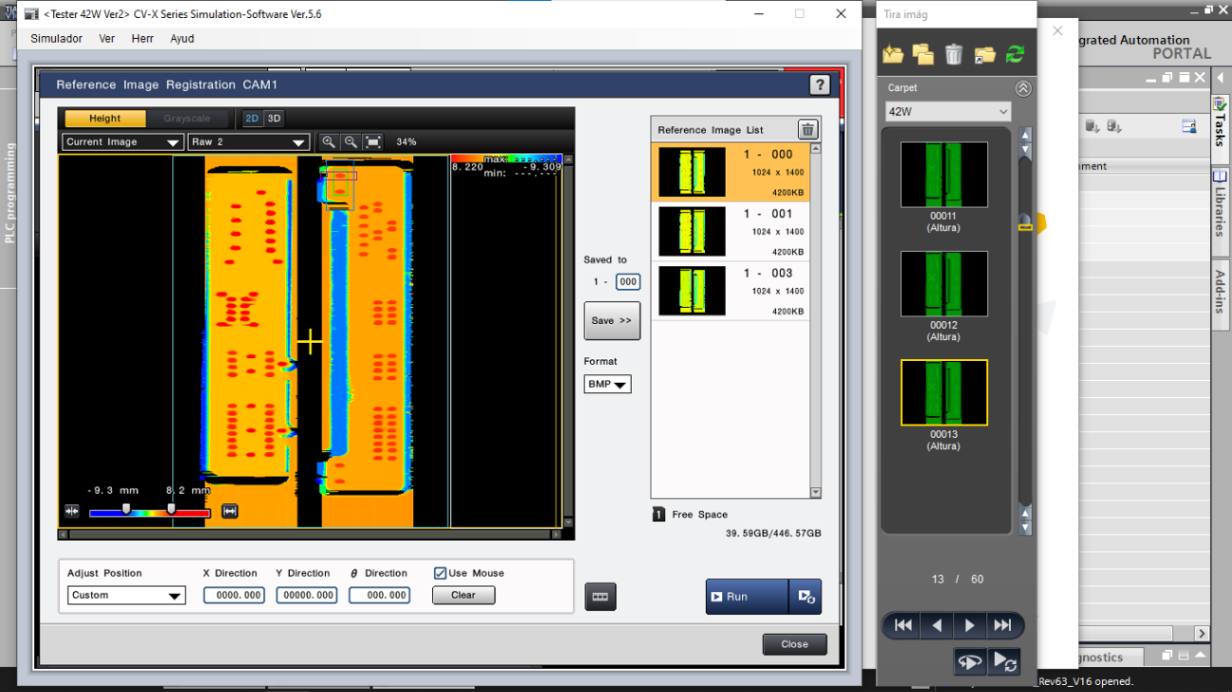 <Tester 42W Ver2> CV-X Series Simulation-Software Ver.5.6
Simulador Ver Herr Ayud
Reference Image Registration CAM1
?
Height Grayscale 2D 3D
Current Image Raw 2 34%
max:
8.220 -9.309
min: ---.---
-9.3 mm 8.2 mm
Saved to
1 - 000
Save >>
Format
BMP
Reference Image List
1 - 000
1024 x 1400
4200KB
1 - 001
1024 x 1400
4200KB
1 - 003
1024 x 1400
4200KB
1 Free Space
39.59GB/446.57GB
Adjust Position X Direction Y Direction θ Direction Use Mouse
Custom 0000.000 00000.000 000.000 Clear
Run
Close
Tira imág
Carpet
42W
00011
(Altura)
00012
(Altura)
00013
(Altura)
13 / 60
PLC programming
grated Automation
PORTAL
Tasks
Libraries
Add-ins
ment
gnostics
_Rev63_V16 opened.